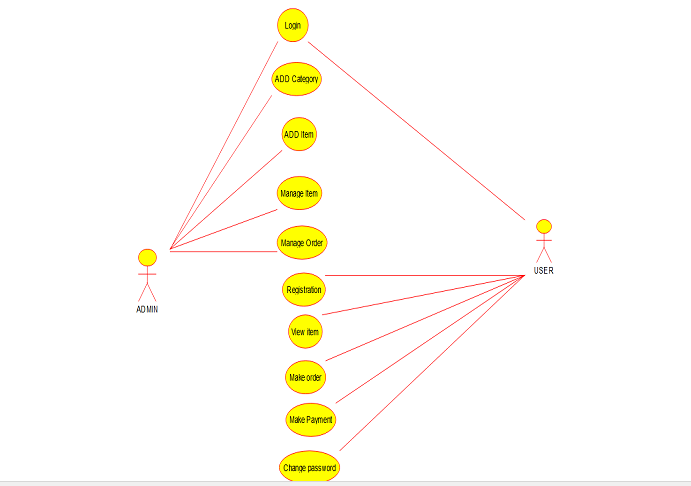 Login
ADD Category
ADD Item
Manage Item
Manage Order
USER
Registration
ADMIN
View item
Make order
Make Payment
Change password